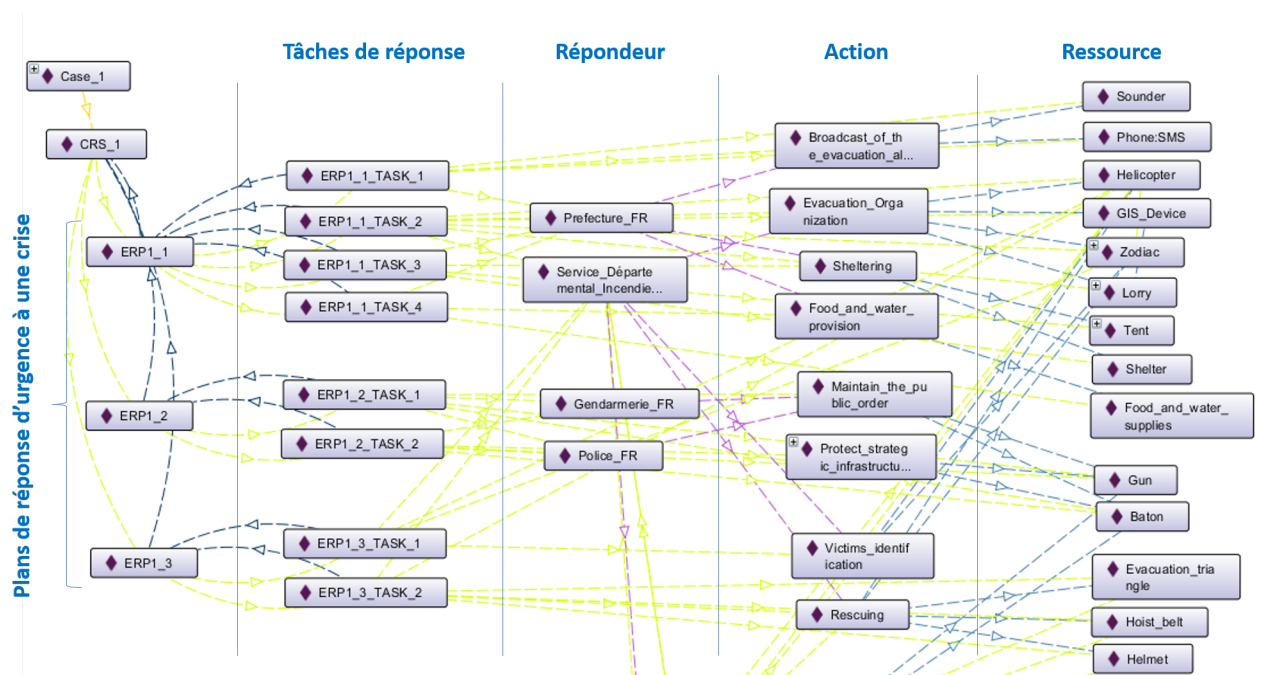 Tâches de réponse
Répondeur
Action
Ressource
Plans de réponse d'urgence à une crise
Case_1
CRS_1
ERP1_1
ERP1_2
ERP1_3
ERP1_1_TASK_1
ERP1_1_TASK_2
ERP1_1_TASK_3
ERP1_1_TASK_4
ERP1_2_TASK_1
ERP1_2_TASK_2
ERP1_3_TASK_1
ERP1_3_TASK_2
Prefecture_FR
Service_Départe
mental_Incendie...
Gendarmerie_FR
Police_FR
Broadcast_of_th
e_evacuation_al...
Evacuation_Orga
nization
Sheltering
Food_and_water_
provision
Maintain_the_pu
blic_order
Protect_strateg
ic_infrastructu...
Victims_identif
ication
Rescuing
Sounder
Phone:SMS
Helicopter
GIS_Device
Zodiac
Lorry
Tent
Shelter
Food_and_water_
supplies
Gun
Baton
Evacuation_tria
ngle
Hoist_belt
Helmet